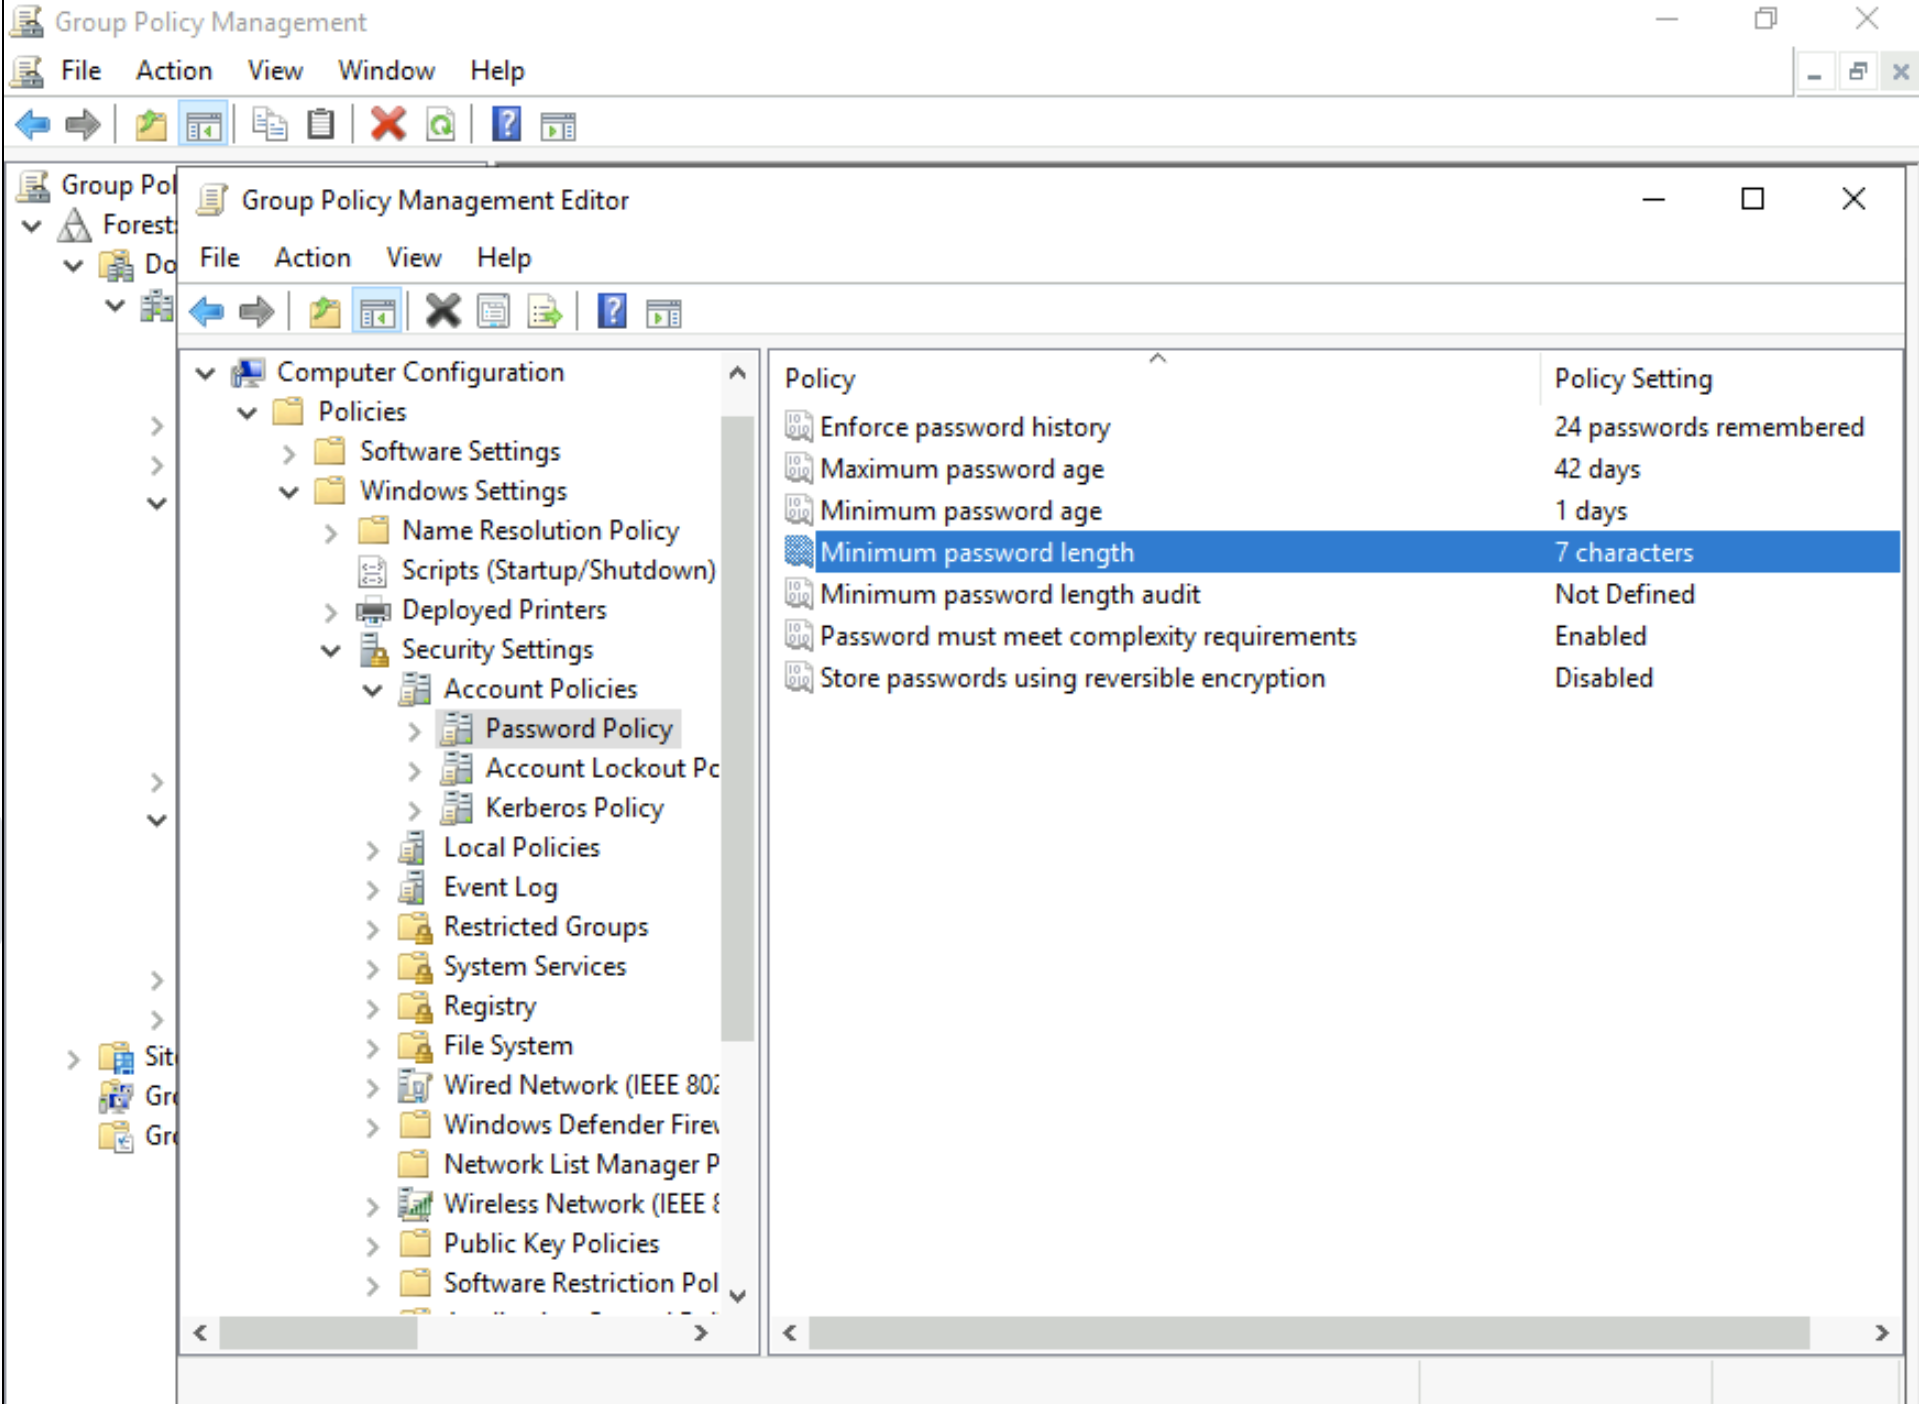 Group Policy Management
File Action View Window Help
Group Pol
Forest:
Do
Sit
Gro
Gro
Group Policy Management Editor
File Action View Help
Computer Configuration
Policies
Software Settings
Windows Settings
Name Resolution Policy
Scripts (Startup/Shutdown)
Deployed Printers
Security Settings
Account Policies
Password Policy
Account Lockout Po
Kerberos Policy
Local Policies
Event Log
Restricted Groups
System Services
Registry
File System
Wired Network (IEEE 802
Windows Defender Firew
Network List Manager P
Wireless Network (IEEE 8
Public Key Policies
Software Restriction Pol
Policy Policy Setting
Enforce password history 24 passwords remembered
Maximum password age 42 days
Minimum password age 1 days
Minimum password length 7 characters
Minimum password length audit Not Defined
Password must meet complexity requirements Enabled
Store passwords using reversible encryption Disabled